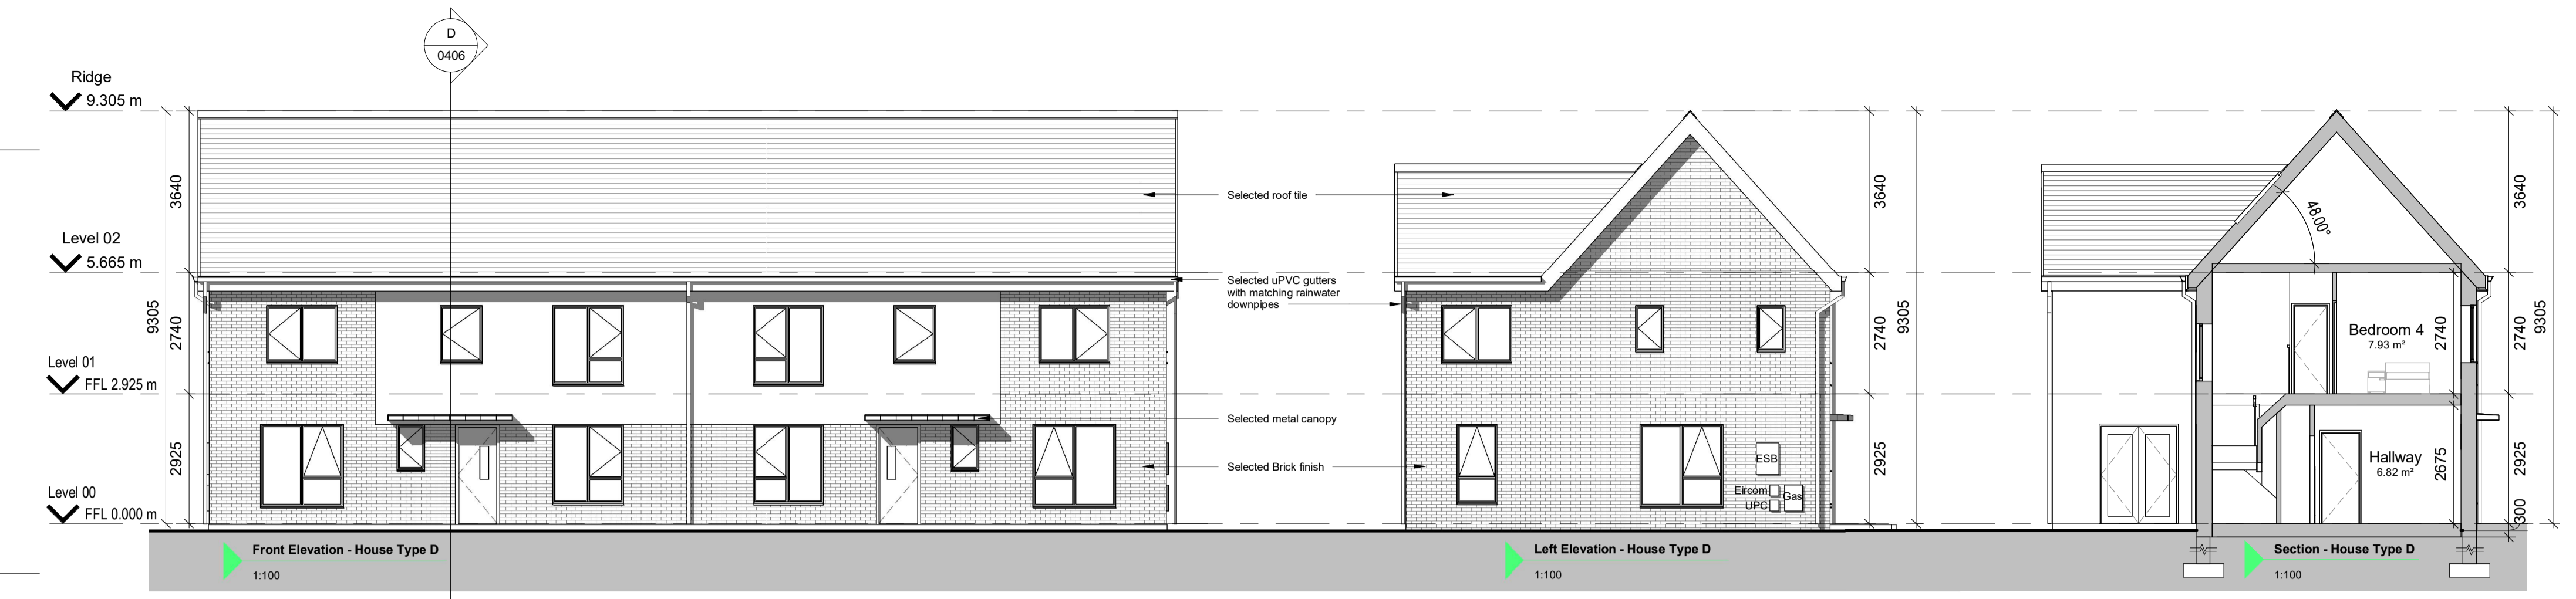 D
0406
Ridge
9.305 m
Level 02
5.665 m
Level 01
FFL 2.925 m
Level 00
FFL 0.000 m
9305
3640
2740
2925
Selected roof tile
Selected uPVC gutters
with matching rainwater
downpipes
Selected metal canopy
Selected Brick finish
ESB
Eircom
Gas
UPC
3640
2740
2925
9305
48.00°
Bedroom 4
7.93 m²
2740
Hallway
6.82 m²
2675
3640
2740
2925
300
9305
Front Elevation - House Type D
1:100
Left Elevation - House Type D
1:100
Section - House Type D
1:100